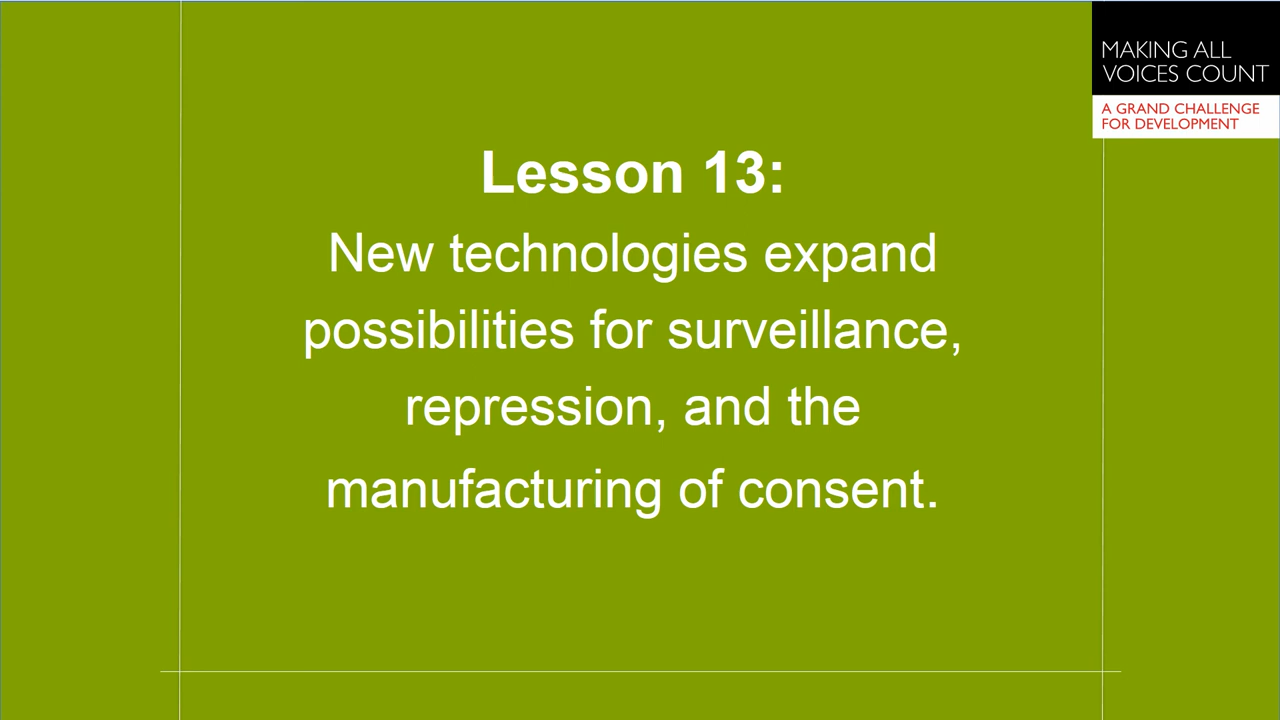 MAKING ALL
VOICES COUNT
A GRAND CHALLENGE
FOR DEVELOPMENT
Lesson 13:
New technologies expand
possibilities for surveillance,
repression, and the
manufacturing of consent.